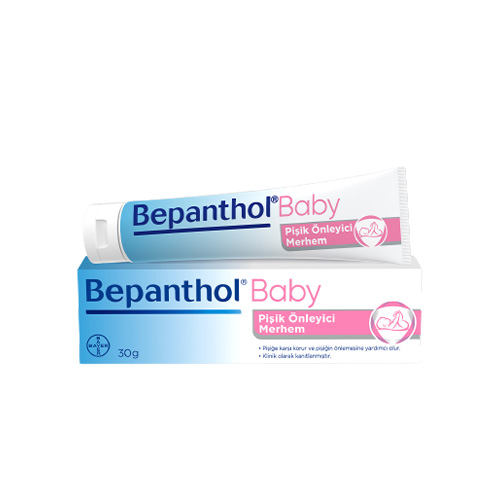 Bepanthol® Baby
Pişik Önleyici
Merhem
Bepanthol® Baby
Pişik Önleyici
Merhem
• Pişiğe karşı korur ve pişiğin önlemesine yardımcı olur.
• Klinik olarak kanıtlanmıştır.
BAYER
30g